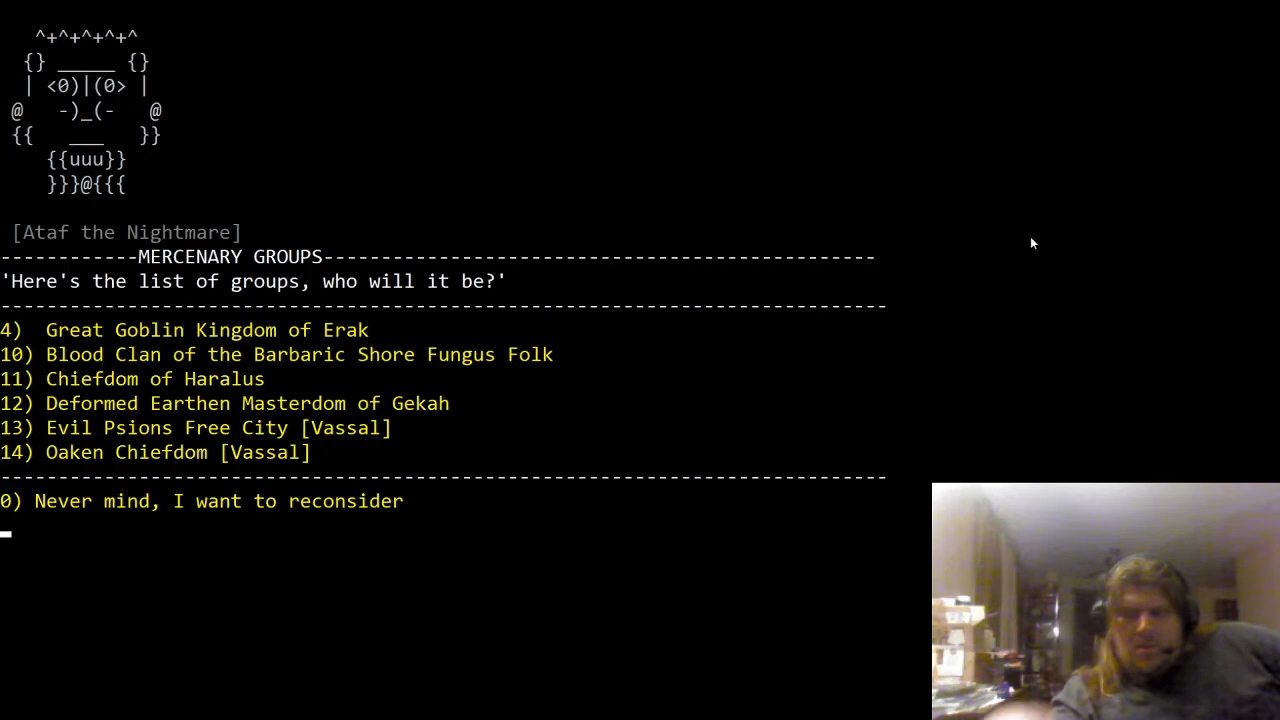 ^+^+^+^+^
{} _____ {}
| <0)|(0> |
@ -)_(- @
{{ ___ }}
{{uuu}}
}}}@{{{
[Ataf the Nightmare]
------------MERCENARY GROUPS------------------------------------------------
'Here's the list of groups, who will it be?'
-----------------------------------------------------------------------------
4) Great Goblin Kingdom of Erak
10) Blood Clan of the Barbaric Shore Fungus Folk
11) Chiefdom of Haralus
12) Deformed Earthen Masterdom of Gekah
13) Evil Psions Free City [Vassal]
14) Oaken Chiefdom [Vassal]
-----------------------------------------------------------------------------
0) Never mind, I want to reconsider